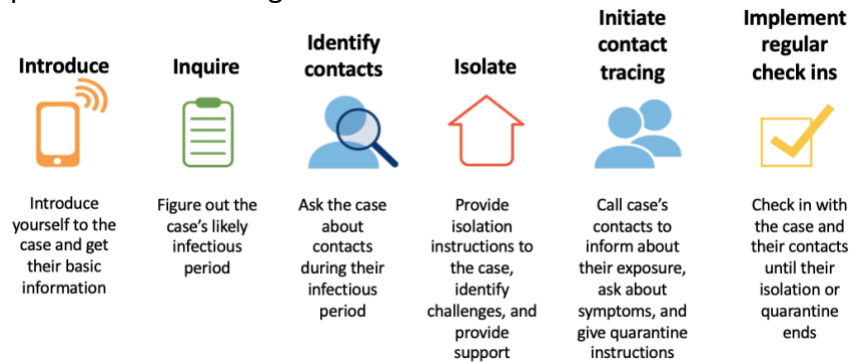 Introduce
Introduce
yourself to the
case and get
their basic
information
Inquire
Figure out the
case's likely
infectious
period
Identify
contacts
Ask the case
about
contacts
during their
infectious
period
Isolate
Provide
isolation
instructions to
the case,
identify
challenges, and
provide
support
Initiate
contact
tracing
Call case's
contacts to
inform about
their exposure,
ask about
symptoms, and
give quarantine
instructions
Implement
regular
check ins
Check in with
the case and
their contacts
until their
isolation or
quarantine
ends